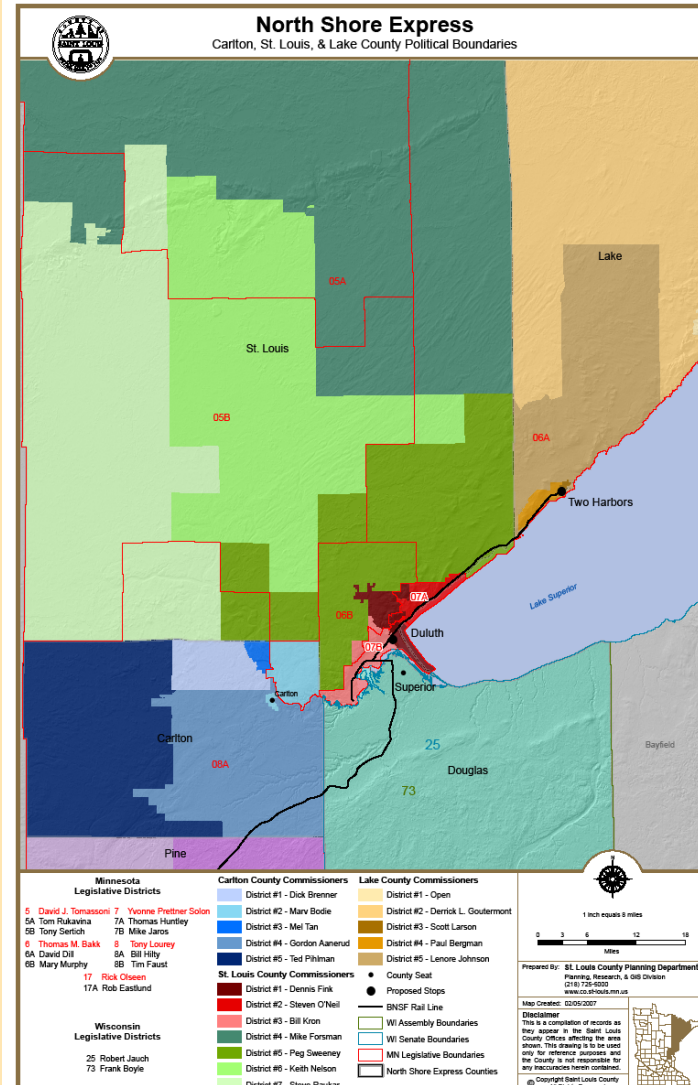 North Shore Express
Carlton, St. Louis, & Lake County Political Boundaries
SAINT LOUIS
Lake
05A
St. Louis
05B
06A
Two Harbors
Lake Superior
07A
06B
Duluth
07B
Superior
Carlton
Carlton
25
Bayfield
08A
Douglas
73
Pine
Minnesota
Legislative Districts
5 David J. Tomassoni 7 Yvonne Prettner Solon
5A Tom Rukavina 7A Thomas Huntley
5B Tony Sertich 7B Mike Jaros
6 Thomas M. Bakk 8 Tony Lourey
6A David Dill 8A Bill Hilty
6B Mary Murphy 8B Tim Faust
17 Rick Olseen
17A Rob Eastlund
Wisconsin
Legislative Districts
25 Robert Jauch
73 Frank Boyle
Carlton County Commissioners
District #1 - Dick Brenner
District #2 - Marv Bodie
District #3 - Mel Tan
District #4 - Gordon Aanerud
District #5 - Ted Pihlman
St. Louis County Commissioners
District #1 - Dennis Fink
District #2 - Steven O'Neil
District #3 - Bill Kron
District #4 - Mike Forsman
District #5 - Peg Sweeney
District #6 - Keith Nelson
District #7 - Steve Raukar
Lake County Commissioners
District #1 - Open
District #2 - Derrick L. Goutermont
District #3 - Scott Larson
District #4 - Paul Bergman
District #5 - Lenore Johnson
County Seat
Proposed Stops
BNSF Rail Line
WI Assembly Boundaries
WI Senate Boundaries
MN Legislative Boundaries
North Shore Express Counties
1 inch equals 8 miles
0 3 6 12 18
Miles
Prepared By: St. Louis County Planning Department
Planning, Research, & GIS Division
(218) 725-5000
www.co.st-louis.mn.us
Map Created: 02/05/2007
Disclaimer
This is a compilation of records as
they appear in the Saint Louis
County Offices affecting the area
shown. This drawing is to be used
only for reference purposes and
the County is not responsible for
any inaccuracies herein contained.
© Copyright Saint Louis County